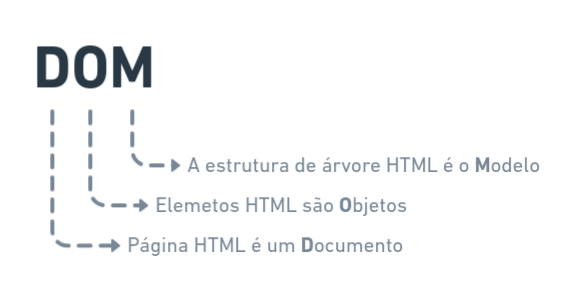 DOM
A estrutura de árvore HTML é o Modelo
Elemetos HTML são Objetos
Página HTML é um Documento